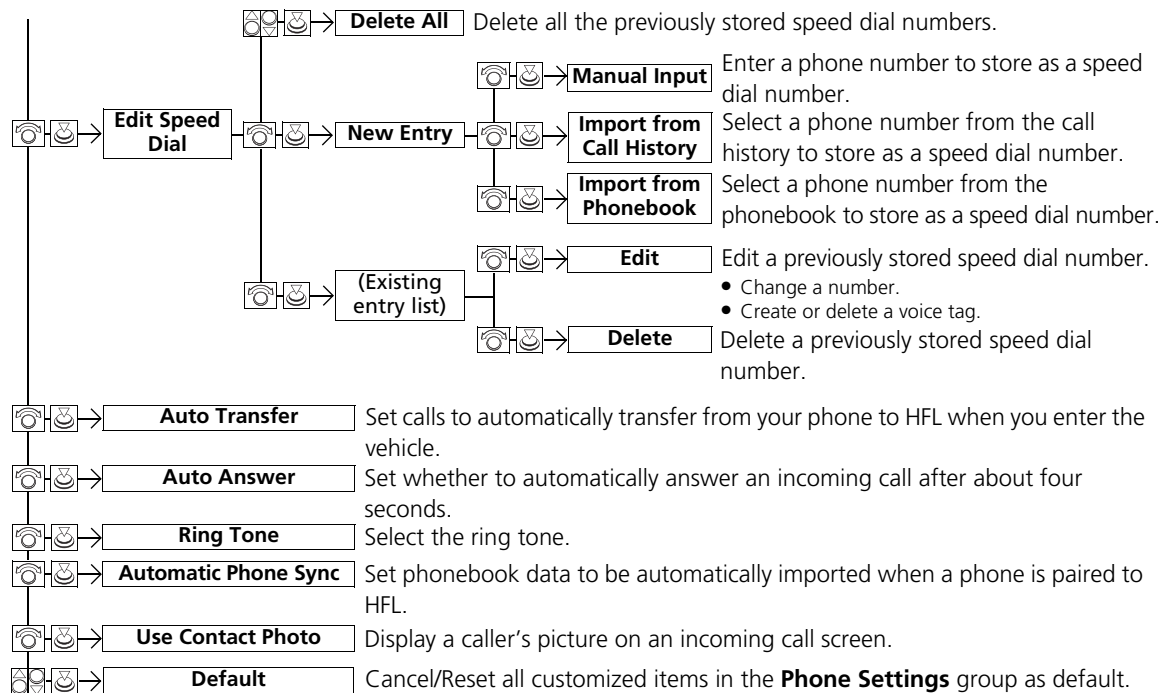 Delete All Delete all the previously stored speed dial numbers.
Manual Input Enter a phone number to store as a speed
dial number.
Edit Speed
Dial
New Entry
Import from
Call History
Select a phone number from the call
history to store as a speed dial number.
Import from
Phonebook
Select a phone number from the
phonebook to store as a speed dial number.
(Existing
entry list)
Edit Edit a previously stored speed dial number.
● Change a number.
● Create or delete a voice tag.
Delete Delete a previously stored speed dial
number.
Auto Transfer Set calls to automatically transfer from your phone to HFL when you enter the
vehicle.
Auto Answer Set whether to automatically answer an incoming call after about four
seconds.
Ring Tone Select the ring tone.
Automatic Phone Sync Set phonebook data to be automatically imported when a phone is paired to
HFL.
Use Contact Photo Display a caller's picture on an incoming call screen.
Default Cancel/Reset all customized items in the Phone Settings group as default.